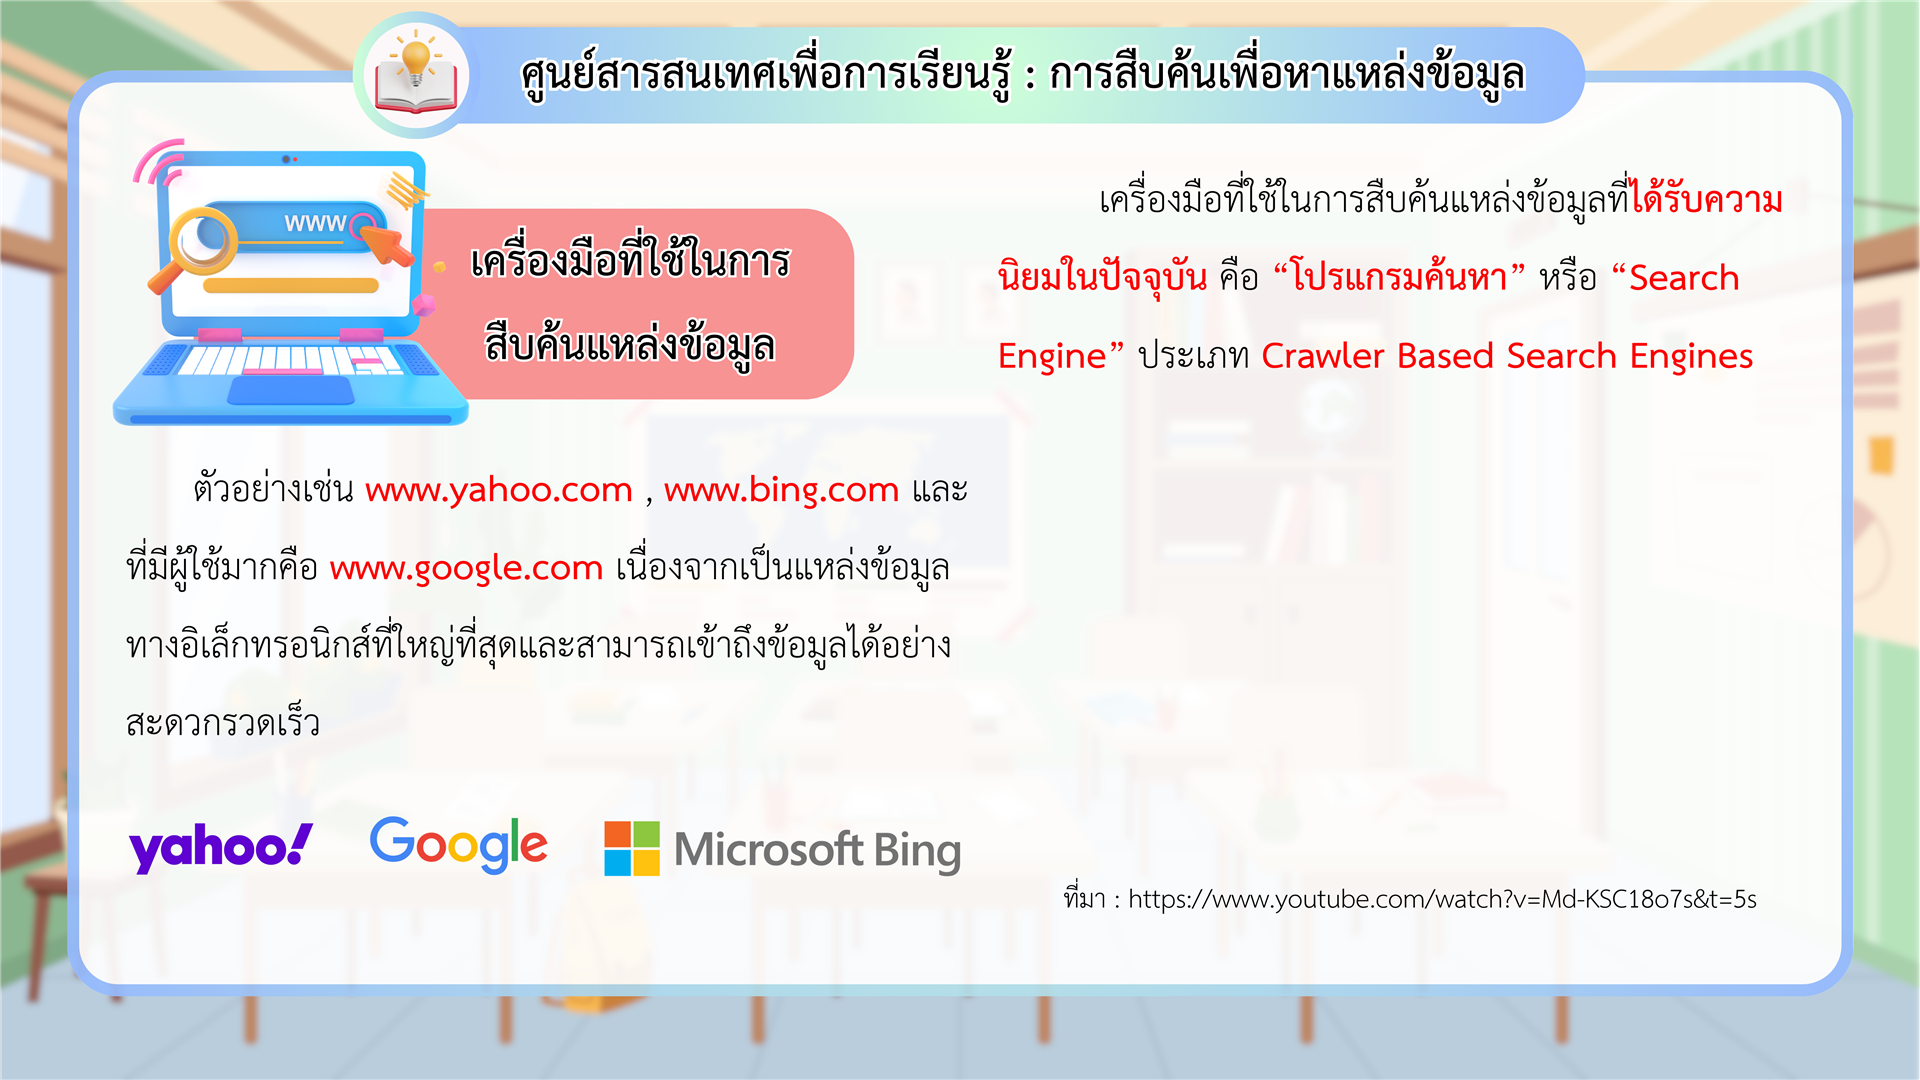 ศูนย์สารสนเทศเพื่อการเรียนรู้ : การสืบค้นเพื่อหาแหล่งข้อมูล
www
เครื่องมือที่ใช้ในการ
สืบค้นแหล่งข้อมูล
ตัวอย่างเช่น www.yahoo.com , www.bing.com และ
ที่มีผู้ใช้มากคือ www.google.com เนื่องจากเป็นแหล่งข้อมูล
ทางอิเล็กทรอนิกส์ที่ใหญ่ที่สุดและสามารถเข้าถึงข้อมูลได้อย่าง
สะดวกรวดเร็ว
yahoo!
Google
Microsoft Bing
เครื่องมือที่ใช้ในการสืบค้นแหล่งข้อมูลที่ได้รับความ
นิยมในปัจจุบัน คือ “โปรแกรมค้นหา” หรือ “Search
Engine” ประเภท Crawler Based Search Engines
ที่มา : https://www.youtube.com/watch?v=Md-KSC18o7s&t=5s